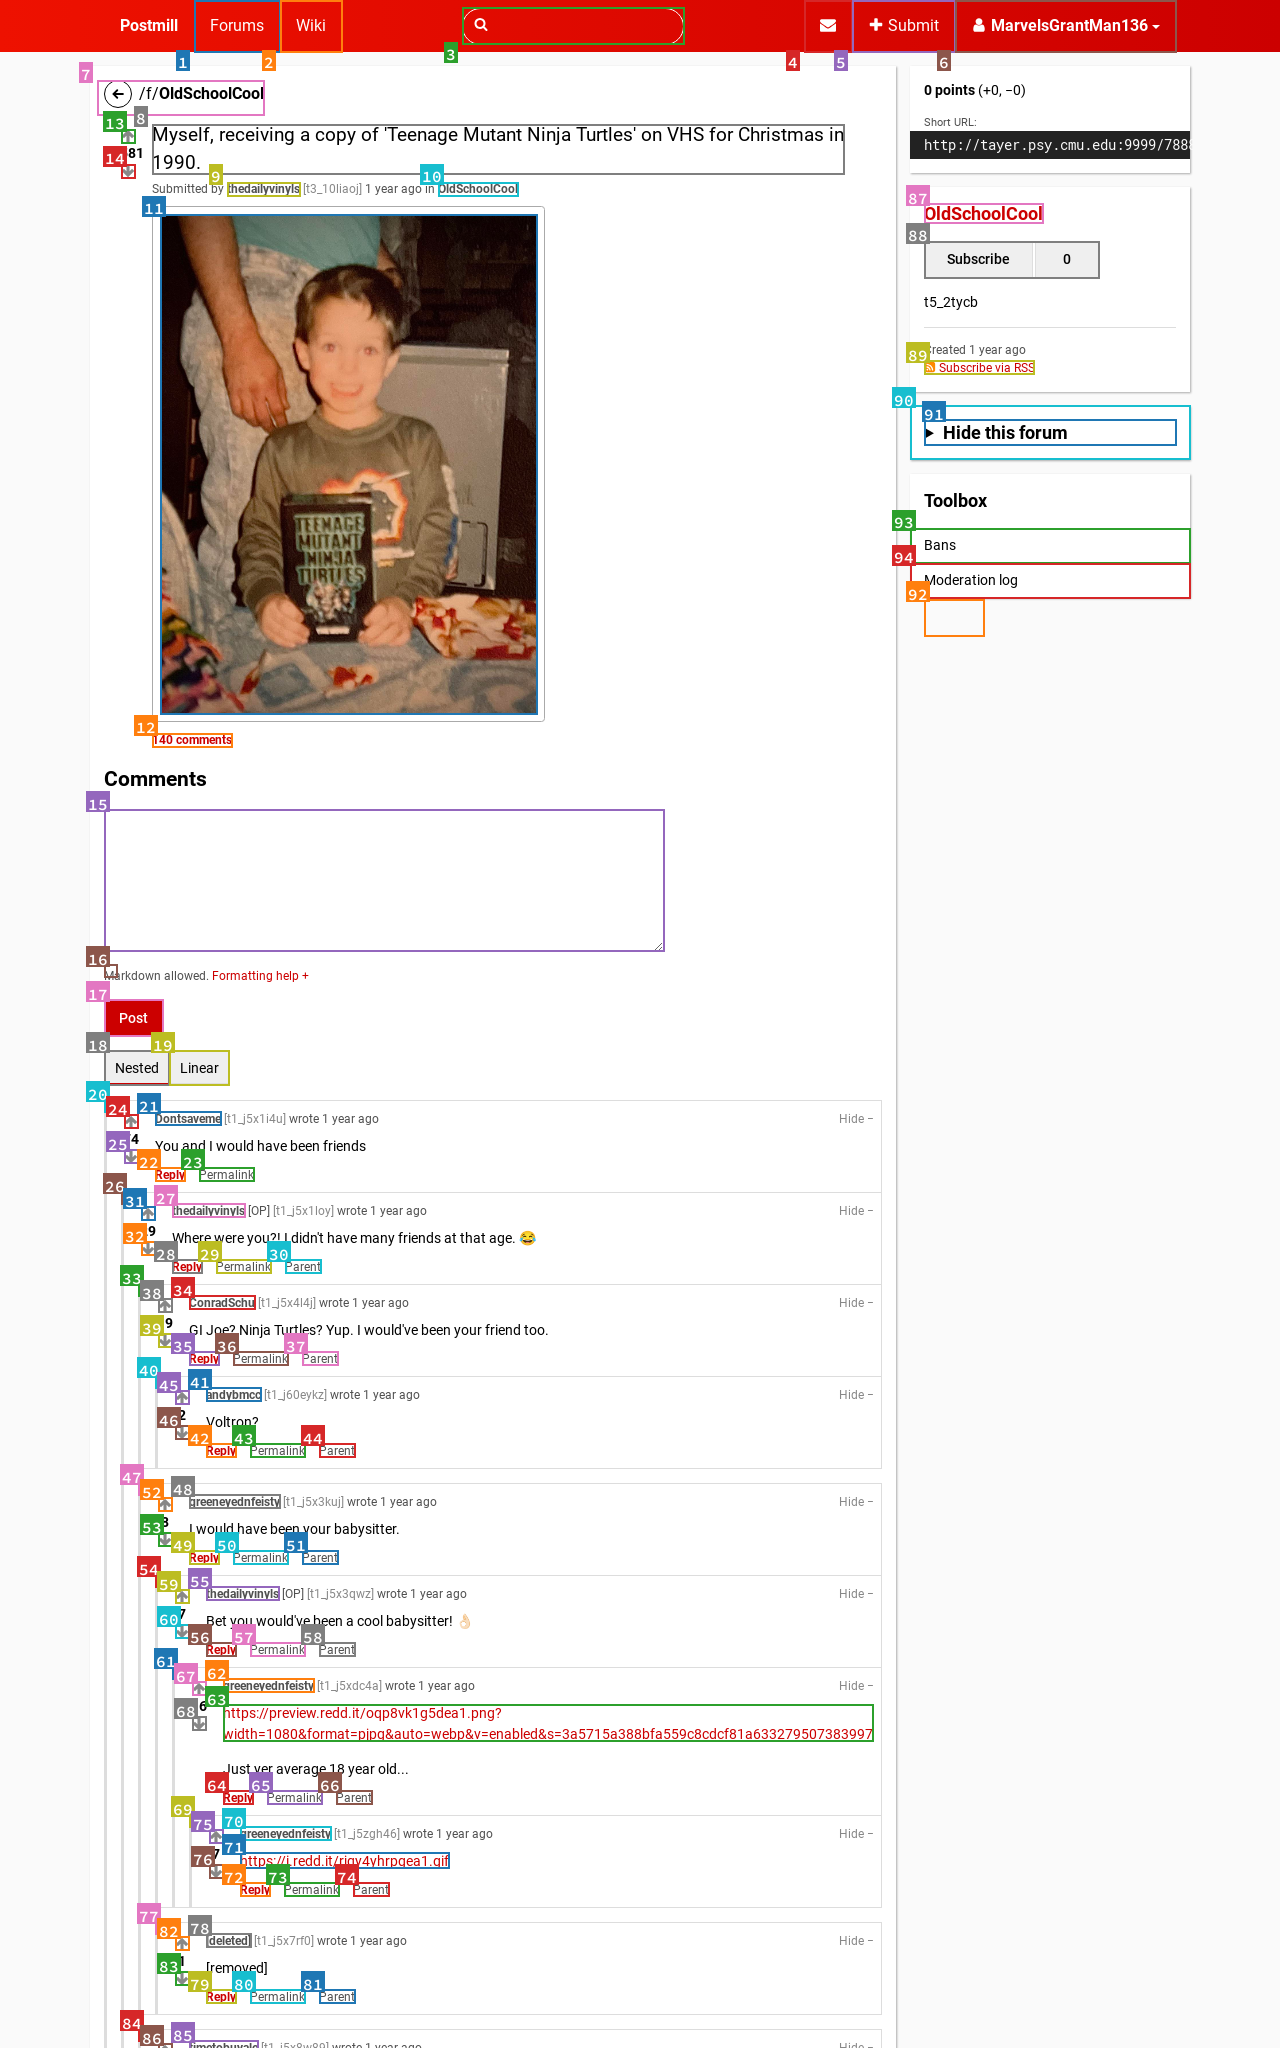 Postmill Forums Wiki Submit MarvelsGrantMan136
1 2 3 4 5 6
7 /f/OldSchoolCool
8
13
Myself, receiving a copy of 'Teenage Mutant Ninja Turtles' on VHS for Christmas in
14 81
1990.
9 10
Submitted by thedailyvinyls [t3_10liaoj] 1 year ago in OldSchoolCool
11
TEENAGE
MUTANT
NINJA
TURTLES
12
140 comments
Comments
15
16
Markdown allowed. Formatting help +
17
Post
18 19
Nested Linear
20
24 21
Dontsaveme [t1_j5x1i4u] wrote 1 year ago Hide −
25 4
You and I would have been friends
22 23
Reply Permalink
26
31 27
thedailyvinyls [OP] [t1_j5x1loy] wrote 1 year ago Hide −
32 9
Where were you?! I didn't have many friends at that age. 😂
28 29 30
Reply Permalink Parent
33
38 34
ConradSchu [t1_j5x4l4j] wrote 1 year ago Hide −
39 9
GI Joe? Ninja Turtles? Yup. I would've been your friend too.
35 36 37
Reply Permalink Parent
40
45 41
andybmcc [t1_j60eykz] wrote 1 year ago Hide −
46 2
Voltron?
42 43 44
Reply Permalink Parent
47
52 48
greeneyednfeisty [t1_j5x3kuj] wrote 1 year ago Hide −
53 3
I would have been your babysitter.
49 50 51
Reply Permalink Parent
54
59 55
thedailyvinyls [OP] [t1_j5x3qwz] wrote 1 year ago Hide −
60 7
Bet you would've been a cool babysitter! 👌🏻
56 57 58
Reply Permalink Parent
61
67 62
greeneyednfeisty [t1_j5xdc4a] wrote 1 year ago Hide −
63
68 6
https://preview.redd.it/oqp8vk1g5dea1.png?
width=1080&format=pjpg&auto=webp&v=enabled&s=3a5715a388bfa559c8cdcf81a633279507383997
Just yer average 18 year old...
64 65 66
Reply Permalink Parent
69
75 70
greeneyednfeisty [t1_j5zgh46] wrote 1 year ago Hide −
71
76 7
https://i.redd.it/rjqv4yhrpgea1.gif
72 73 74
Reply Permalink Parent
77
82 78
[deleted] [t1_j5x7rf0] wrote 1 year ago Hide −
83 1
[removed]
79 80 81
Reply Permalink Parent
84
86 85
[t1_j5x8w89] wrote 1 year ago Hide −
0 points (+0, −0)
Short URL:
http://tayer.psy.cmu.edu:9999/788
87
OldSchoolCool
88
Subscribe 0
t5_2tycb
89
Created 1 year ago
Subscribe via RSS
90 91
Hide this forum
Toolbox
93
Bans
94
Moderation log
92